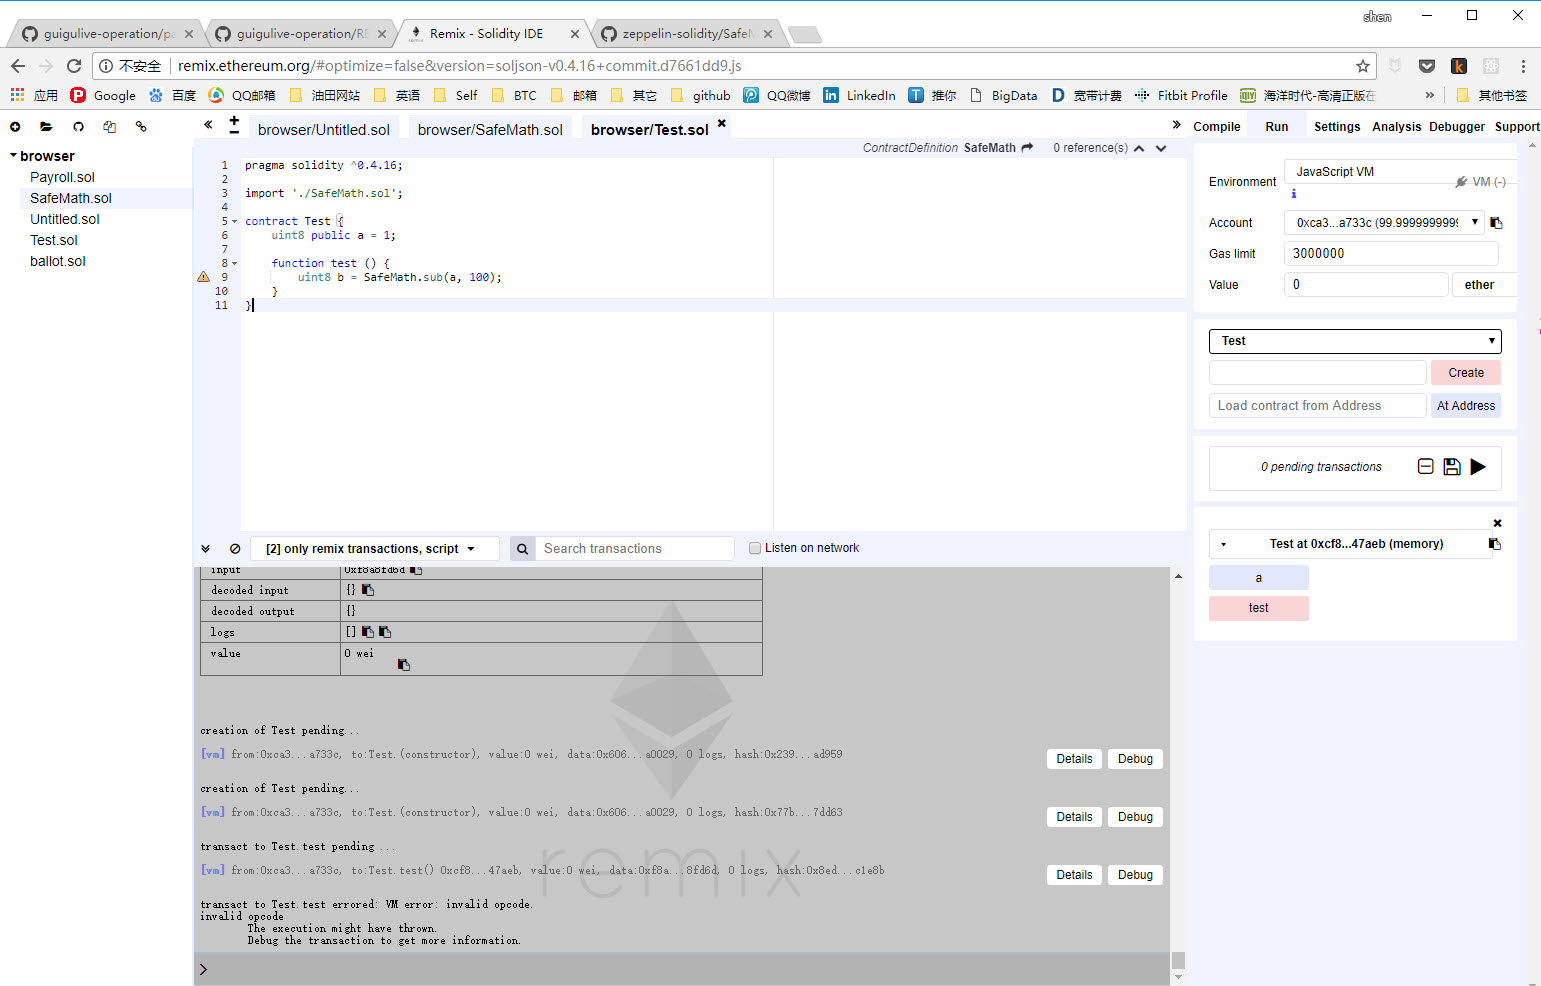 shen
guigulive-operation/pa
guigulive-operation/RE
Remix - Solidity IDE
zeppelin-solidity/SafeM
不安全 remix.ethereum.org/#optimize=false&version=soljson-v0.4.16+commit.d7661dd9.js
应用 Google 百度 QQ邮箱 油田网站 英语 Self BTC 邮箱 其它 github QQ微博 LinkedIn 推你 BigData 宽带计费 Fitbit Profile 海洋时代-高清正版在 » 其他书签
browser
Payroll.sol
SafeMath.sol
Untitled.sol
Test.sol
ballot.sol
browser/Untitled.sol browser/SafeMath.sol browser/Test.sol
ContractDefinition SafeMath 0 reference(s)
1 pragma solidity ^0.4.16;
2
3 import './SafeMath.sol';
4
5 contract Test {
6 uint8 public a = 1;
7
8 function test () {
9 uint8 b = SafeMath.sub(a, 100);
10 }
11 }
[2] only remix transactions, script
Search transactions
Listen on network
input 0xf8a8fd6d
decoded input {}
decoded output {}
logs []
value 0 wei
creation of Test pending...
[vm] from:0xca3...a733c, to:Test.(constructor), value:0 wei, data:0x606...a0029, 0 logs, hash:0x239...ad959
Details Debug
creation of Test pending...
[vm] from:0xca3...a733c, to:Test.(constructor), value:0 wei, data:0x606...a0029, 0 logs, hash:0x77b...7dd63
Details Debug
transact to Test.test pending ...
[vm] from:0xca3...a733c, to:Test.test() 0xcf8...47aeb, value:0 wei, data:0xf8a...8fd6d, 0 logs, hash:0x8ed...c1e8b
Details Debug
remix
transact to Test.test errored: VM error: invalid opcode.
invalid opcode
The execution might have thrown.
Debug the transaction to get more information.
>
Compile Run Settings Analysis Debugger Support
Environment JavaScript VM
VM (-)
Account 0xca3...a733c (99.9999999999
Gas limit 3000000
Value 0 ether
Test
Create
Load contract from Address At Address
0 pending transactions
Test at 0xcf8...47aeb (memory)
a
test